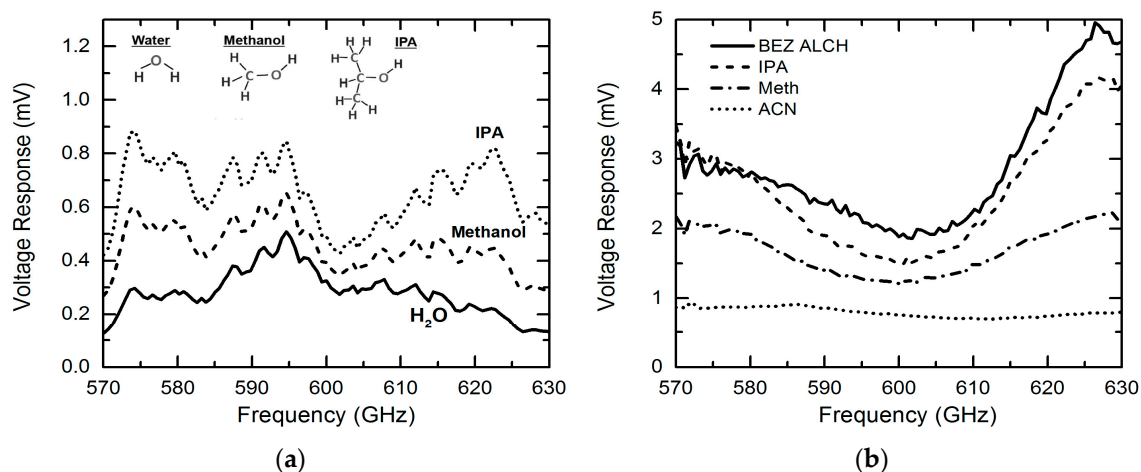 Water Methanol IPA
O
H H
H
H C O
H H
H
H H
C H
H C O
C
H H H
IPA
Methanol
H₂O
1.2
1.0
0.8
0.6
0.4
0.2
0.0
Voltage Response (mV)
570 580 590 600 610 620 630
Frequency (GHz)
(a)
BEZ ALCH
IPA
Meth
ACN
5
4
3
2
1
0
Voltage Response (mV)
570 580 590 600 610 620 630
Frequency (GHz)
(b)